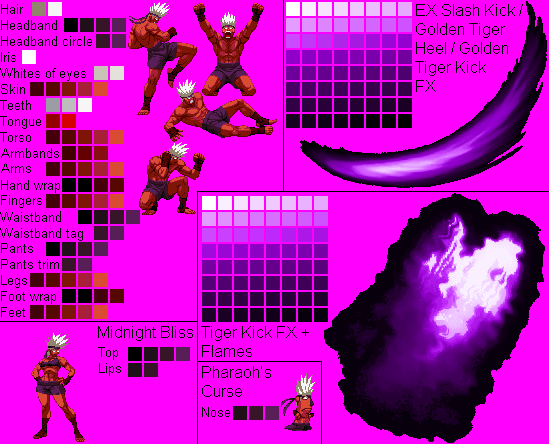 Hair
Headband
Headband circle
Iris
Whites of eyes
Skin
Teeth
Tongue
Torso
Armbands
Arms
Hand wrap
Fingers
Waistband
Waistband tag
Pants
Pants trim
Legs
Foot wrap
Feet
EX Slash Kick /
Golden Tiger
Heel / Golden
Tiger Kick
FX
Midnight Bliss
Top
Lips
Tiger Kick FX +
Flames
Pharaoh's
Curse
Nose